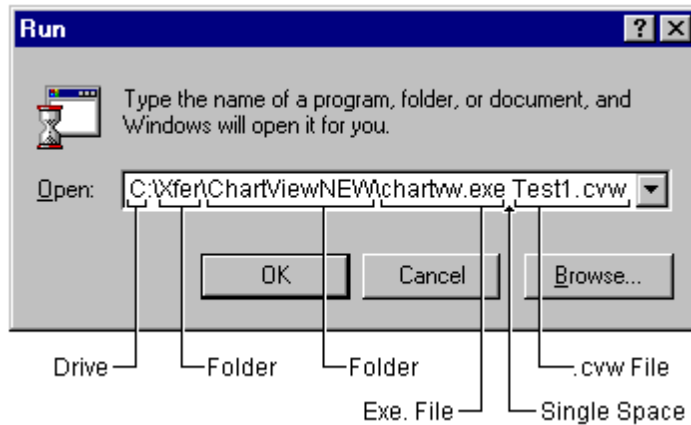 Run
Type the name of a program, folder, or document, and
Windows will open it for you.
Open: C:\Xfer\ChartViewNEW\chartvw.exe Test1.cvw
OK Cancel Browse...
Drive Folder Folder .cvw File
Exe. File Single Space